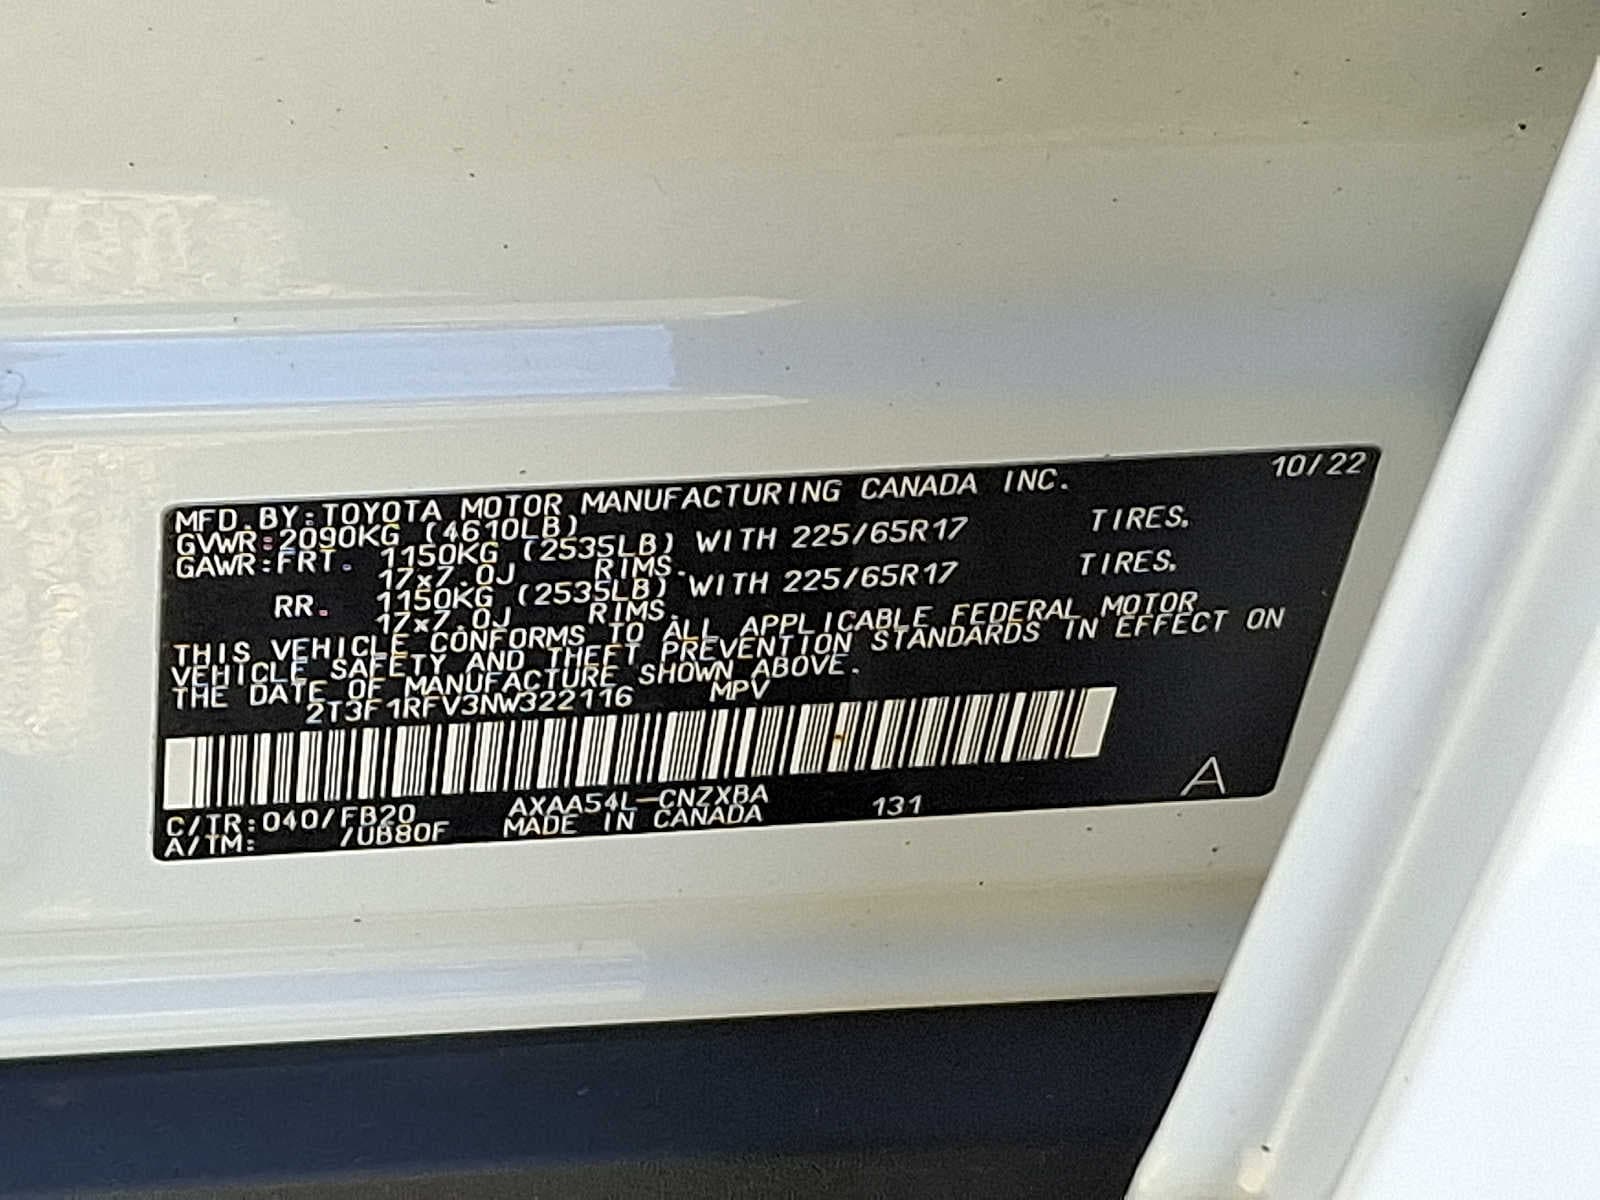 MFD. BY: TOYOTA MOTOR MANUFACTURING CANADA INC. 10/22
GVWR: 2090KG (4610LB)
GAWR: FRT. 1150KG (2535LB) WITH 225/65R17 TIRES.
17x7.0J RIMS.
RR. 1150KG (2535LB) WITH 225/65R17 TIRES.
17x7.0J RIMS.
THIS VEHICLE CONFORMS TO ALL APPLICABLE FEDERAL MOTOR
VEHICLE SAFETY AND THEFT PREVENTION STANDARDS IN EFFECT ON
THE DATE OF MANUFACTURE SHOWN ABOVE.
2T3F1RFV3NW322116 MPV
C/TR: 040/FB20 AXAA54L-CNZXBA 131 A
A/TM: /UB80F MADE IN CANADA